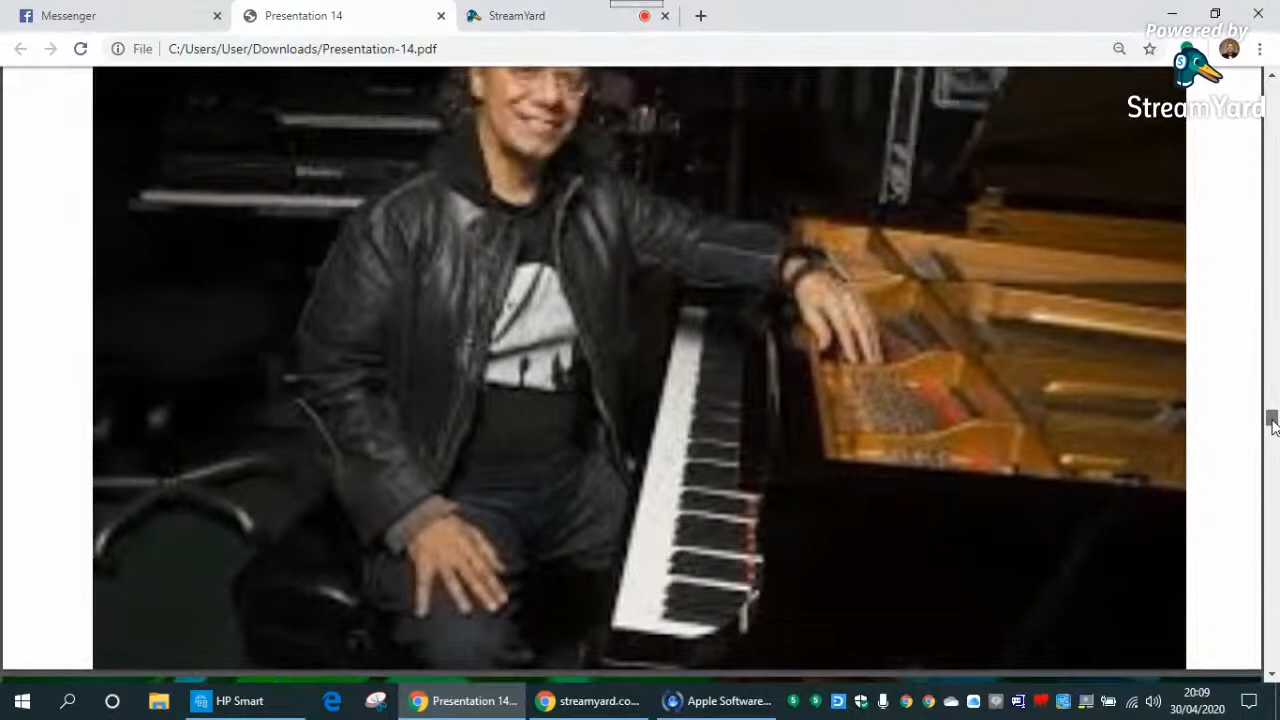 Messenger
Presentation 14
StreamYard
Powered by
File
C:/Users/User/Downloads/Presentation-14.pdf
S
StreamYard
HP Smart
Presentation 14...
streamyard.co...
Apple Software...
20:09
30/04/2020